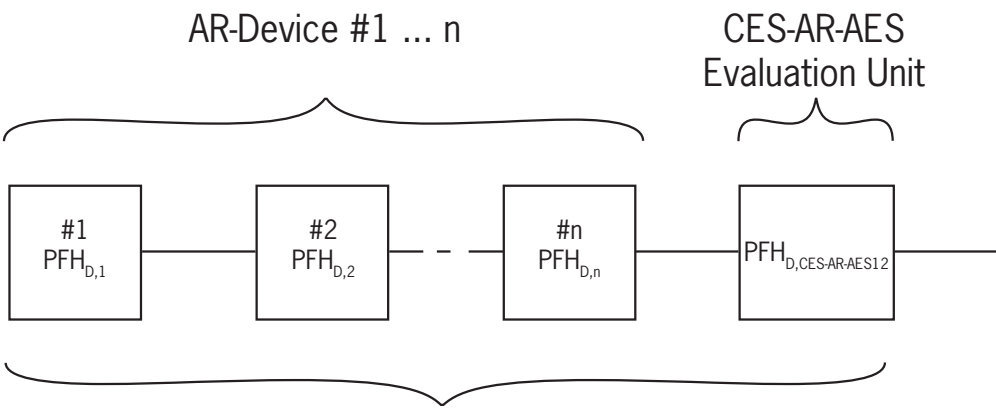 AR-Device #1 ... n
CES-AR-AES
Evaluation Unit
#1
PFHD,1
#2
PFHD,2
#n
PFHD,n
PFHD,CES-AR-AES12